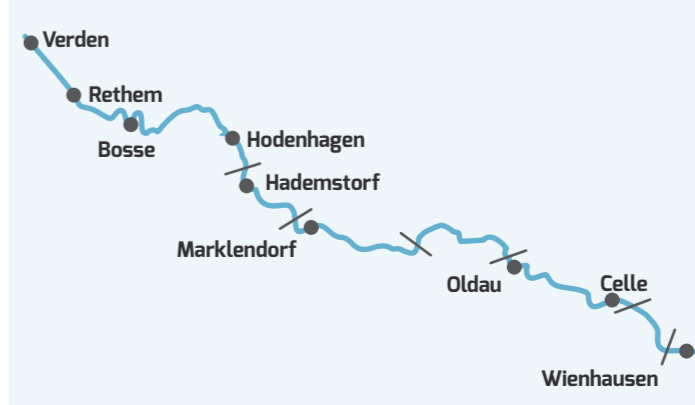 Verden
Rethem
Bosse
Hodenhagen
Hademstorf
Marklendorf
Oldau
Celle
Wienhausen